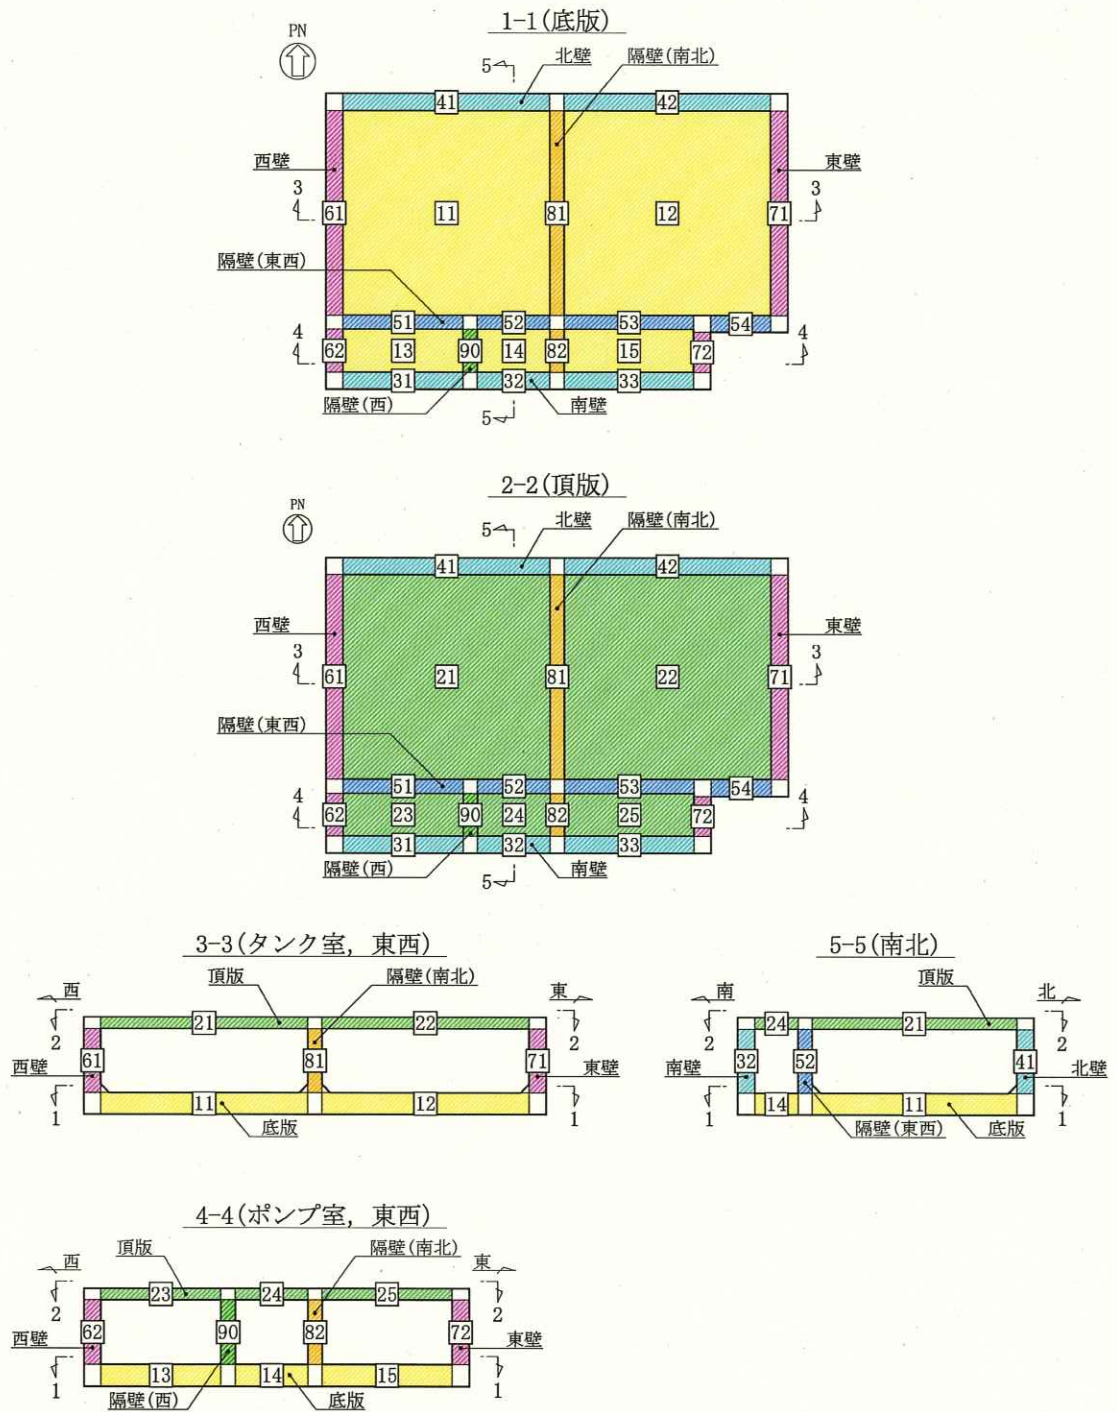 1-1(底版)
PN
5
北壁
隔壁(南北)
41
42
西壁
東壁
3
3
61
11
81
12
71
隔壁(東西)
51
52
53
54
4
4
62
13
90
14
82
15
72
31
32
33
隔壁(西)
南壁
5
2-2(頂版)
PN
5
北壁
隔壁(南北)
41
42
西壁
東壁
3
3
61
21
81
22
71
隔壁(東西)
51
52
53
54
4
4
62
23
90
24
82
25
72
31
32
33
隔壁(西)
南壁
5
3-3(タンク室, 東西)
西
頂版
隔壁(南北)
東
21
22
2
2
61
81
71
西壁
東壁
11
12
1
1
底版
5-5(南北)
南
頂版
北
24
21
2
2
32
52
41
南壁
北壁
14
11
1
1
隔壁(東西)
底版
4-4(ポンプ室, 東西)
西
頂版
隔壁(南北)
東
23
24
25
2
2
62
90
82
72
西壁
東壁
13
14
15
1
1
隔壁(西)
底版